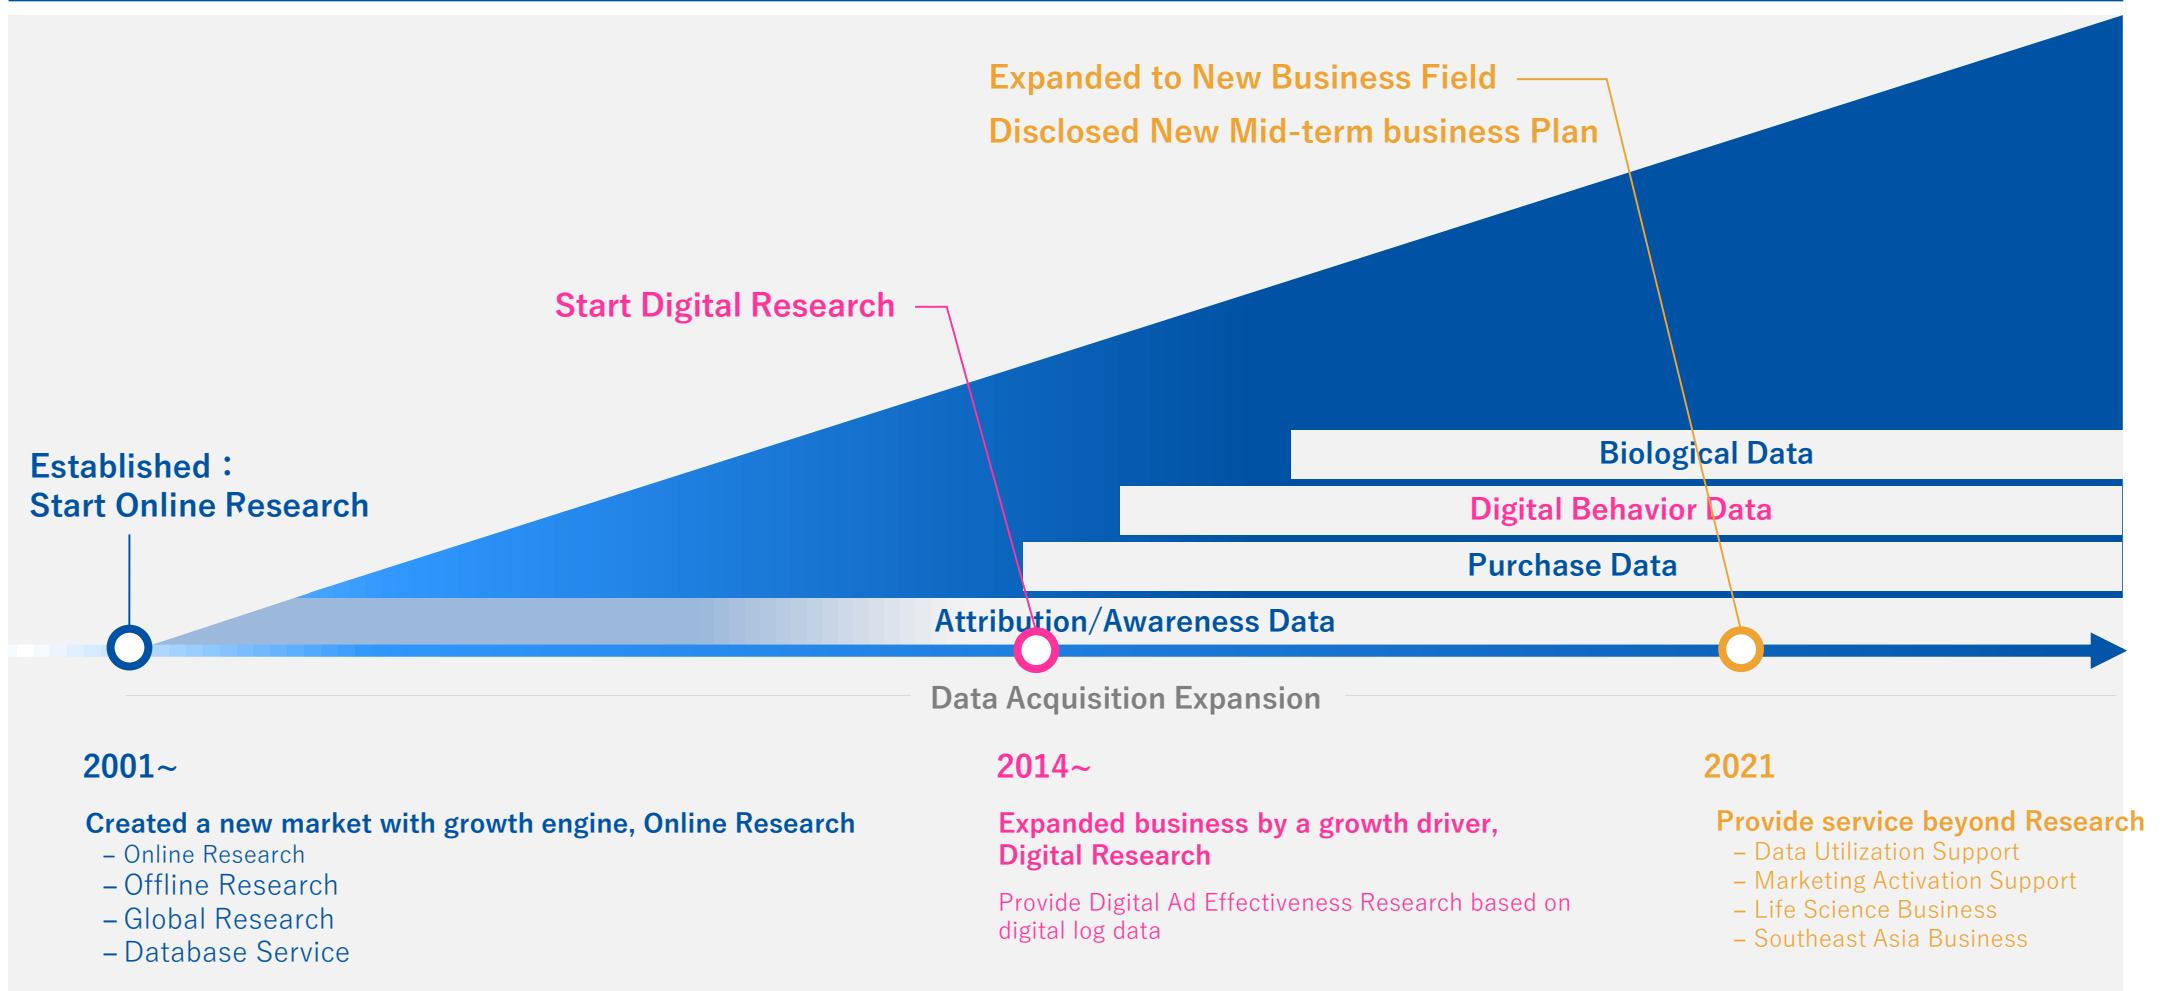 Expanded to New Business Field
Disclosed New Mid-term business Plan
Start Digital Research
Established：
Start Online Research
Biological Data
Digital Behavior Data
Purchase Data
Attribution/Awareness Data
Data Acquisition Expansion
2001~
Created a new market with growth engine, Online Research
– Online Research
– Offline Research
– Global Research
– Database Service
2014~
Expanded business by a growth driver,
Digital Research
Provide Digital Ad Effectiveness Research based on
digital log data
2021
Provide service beyond Research
– Data Utilization Support
– Marketing Activation Support
– Life Science Business
– Southeast Asia Business